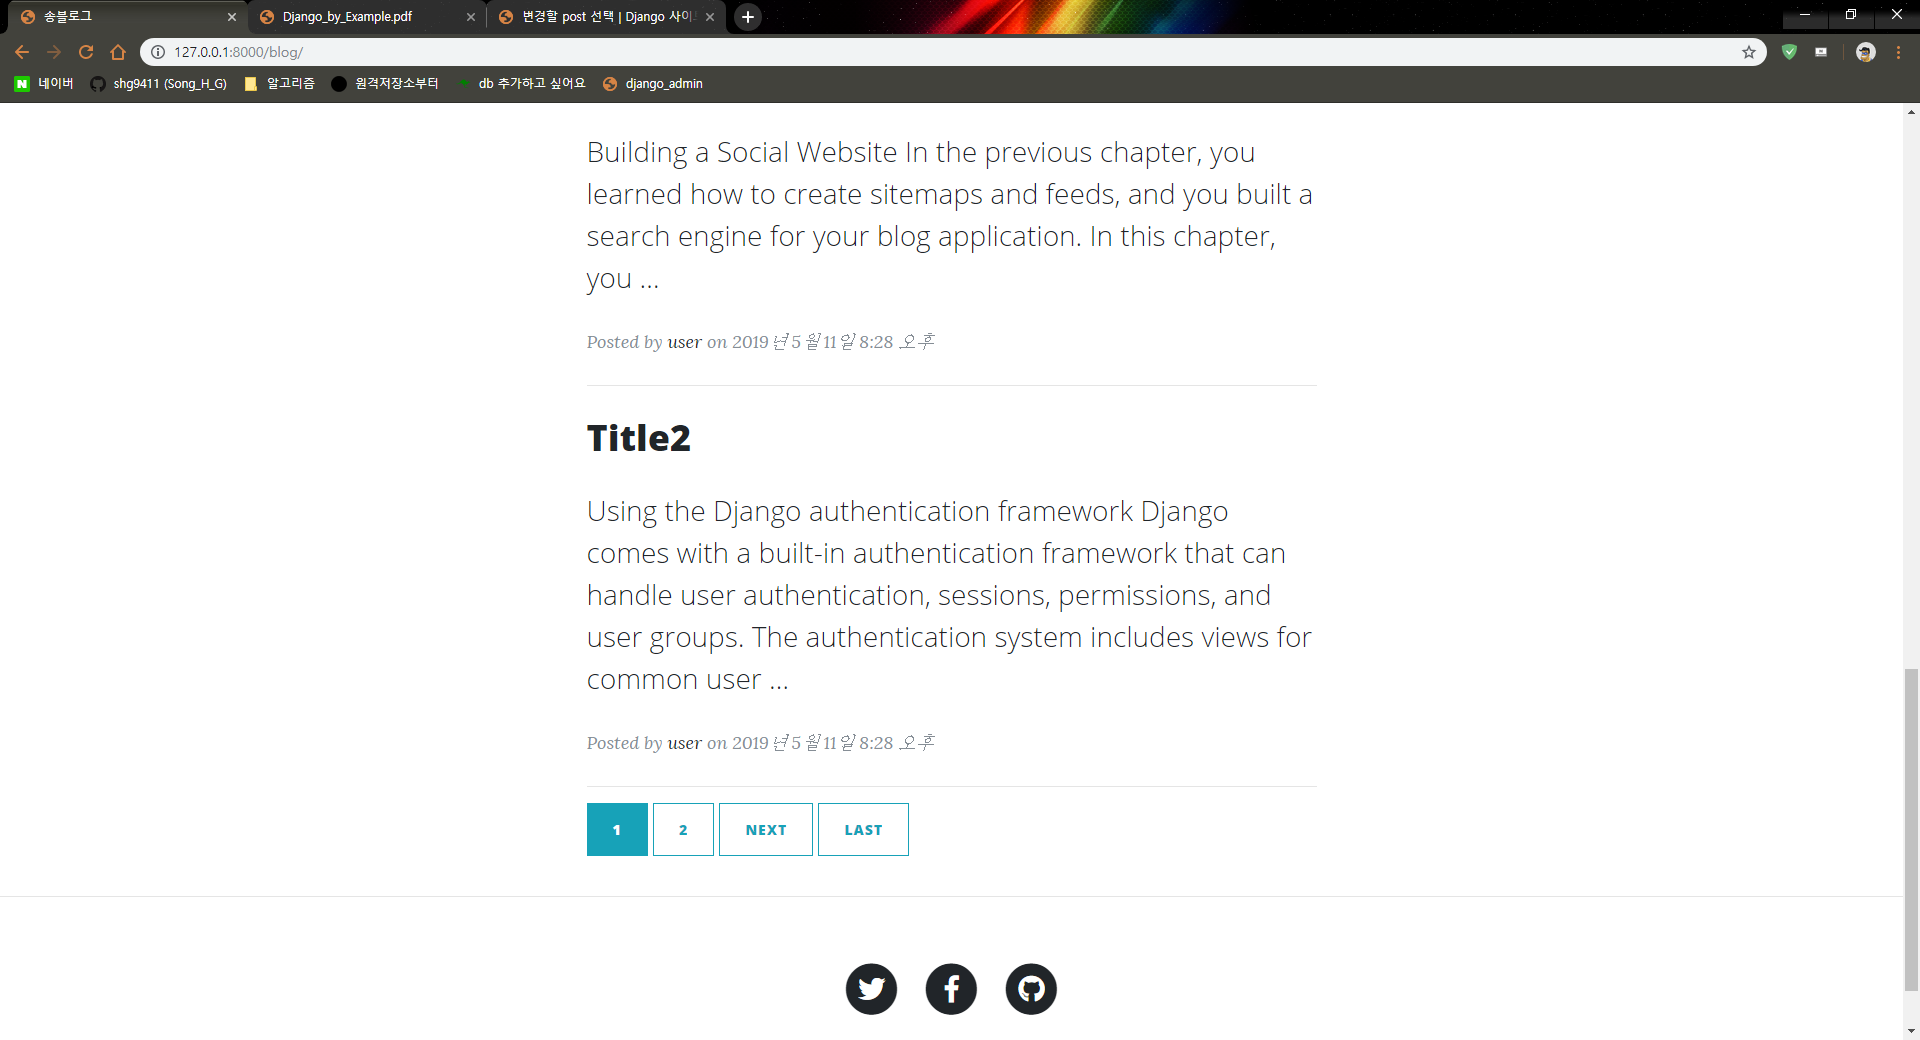 송블로그
Django_by_Example.pdf
변경할 post 선택 | Django 사이
127.0.0.1:8000/blog/
네이버
shg9411 (Song_H_G)
알고리즘
원격저장소부터
db 추가하고 싶어요
django_admin
Building a Social Website In the previous chapter, you
learned how to create sitemaps and feeds, and you built a
search engine for your blog application. In this chapter,
you ...
Posted by user on 2019년 5월 11일 8:28 오후
Title2
Using the Django authentication framework Django
comes with a built-in authentication framework that can
handle user authentication, sessions, permissions, and
user groups. The authentication system includes views for
common user ...
Posted by user on 2019년 5월 11일 8:28 오후
1 2 NEXT LAST